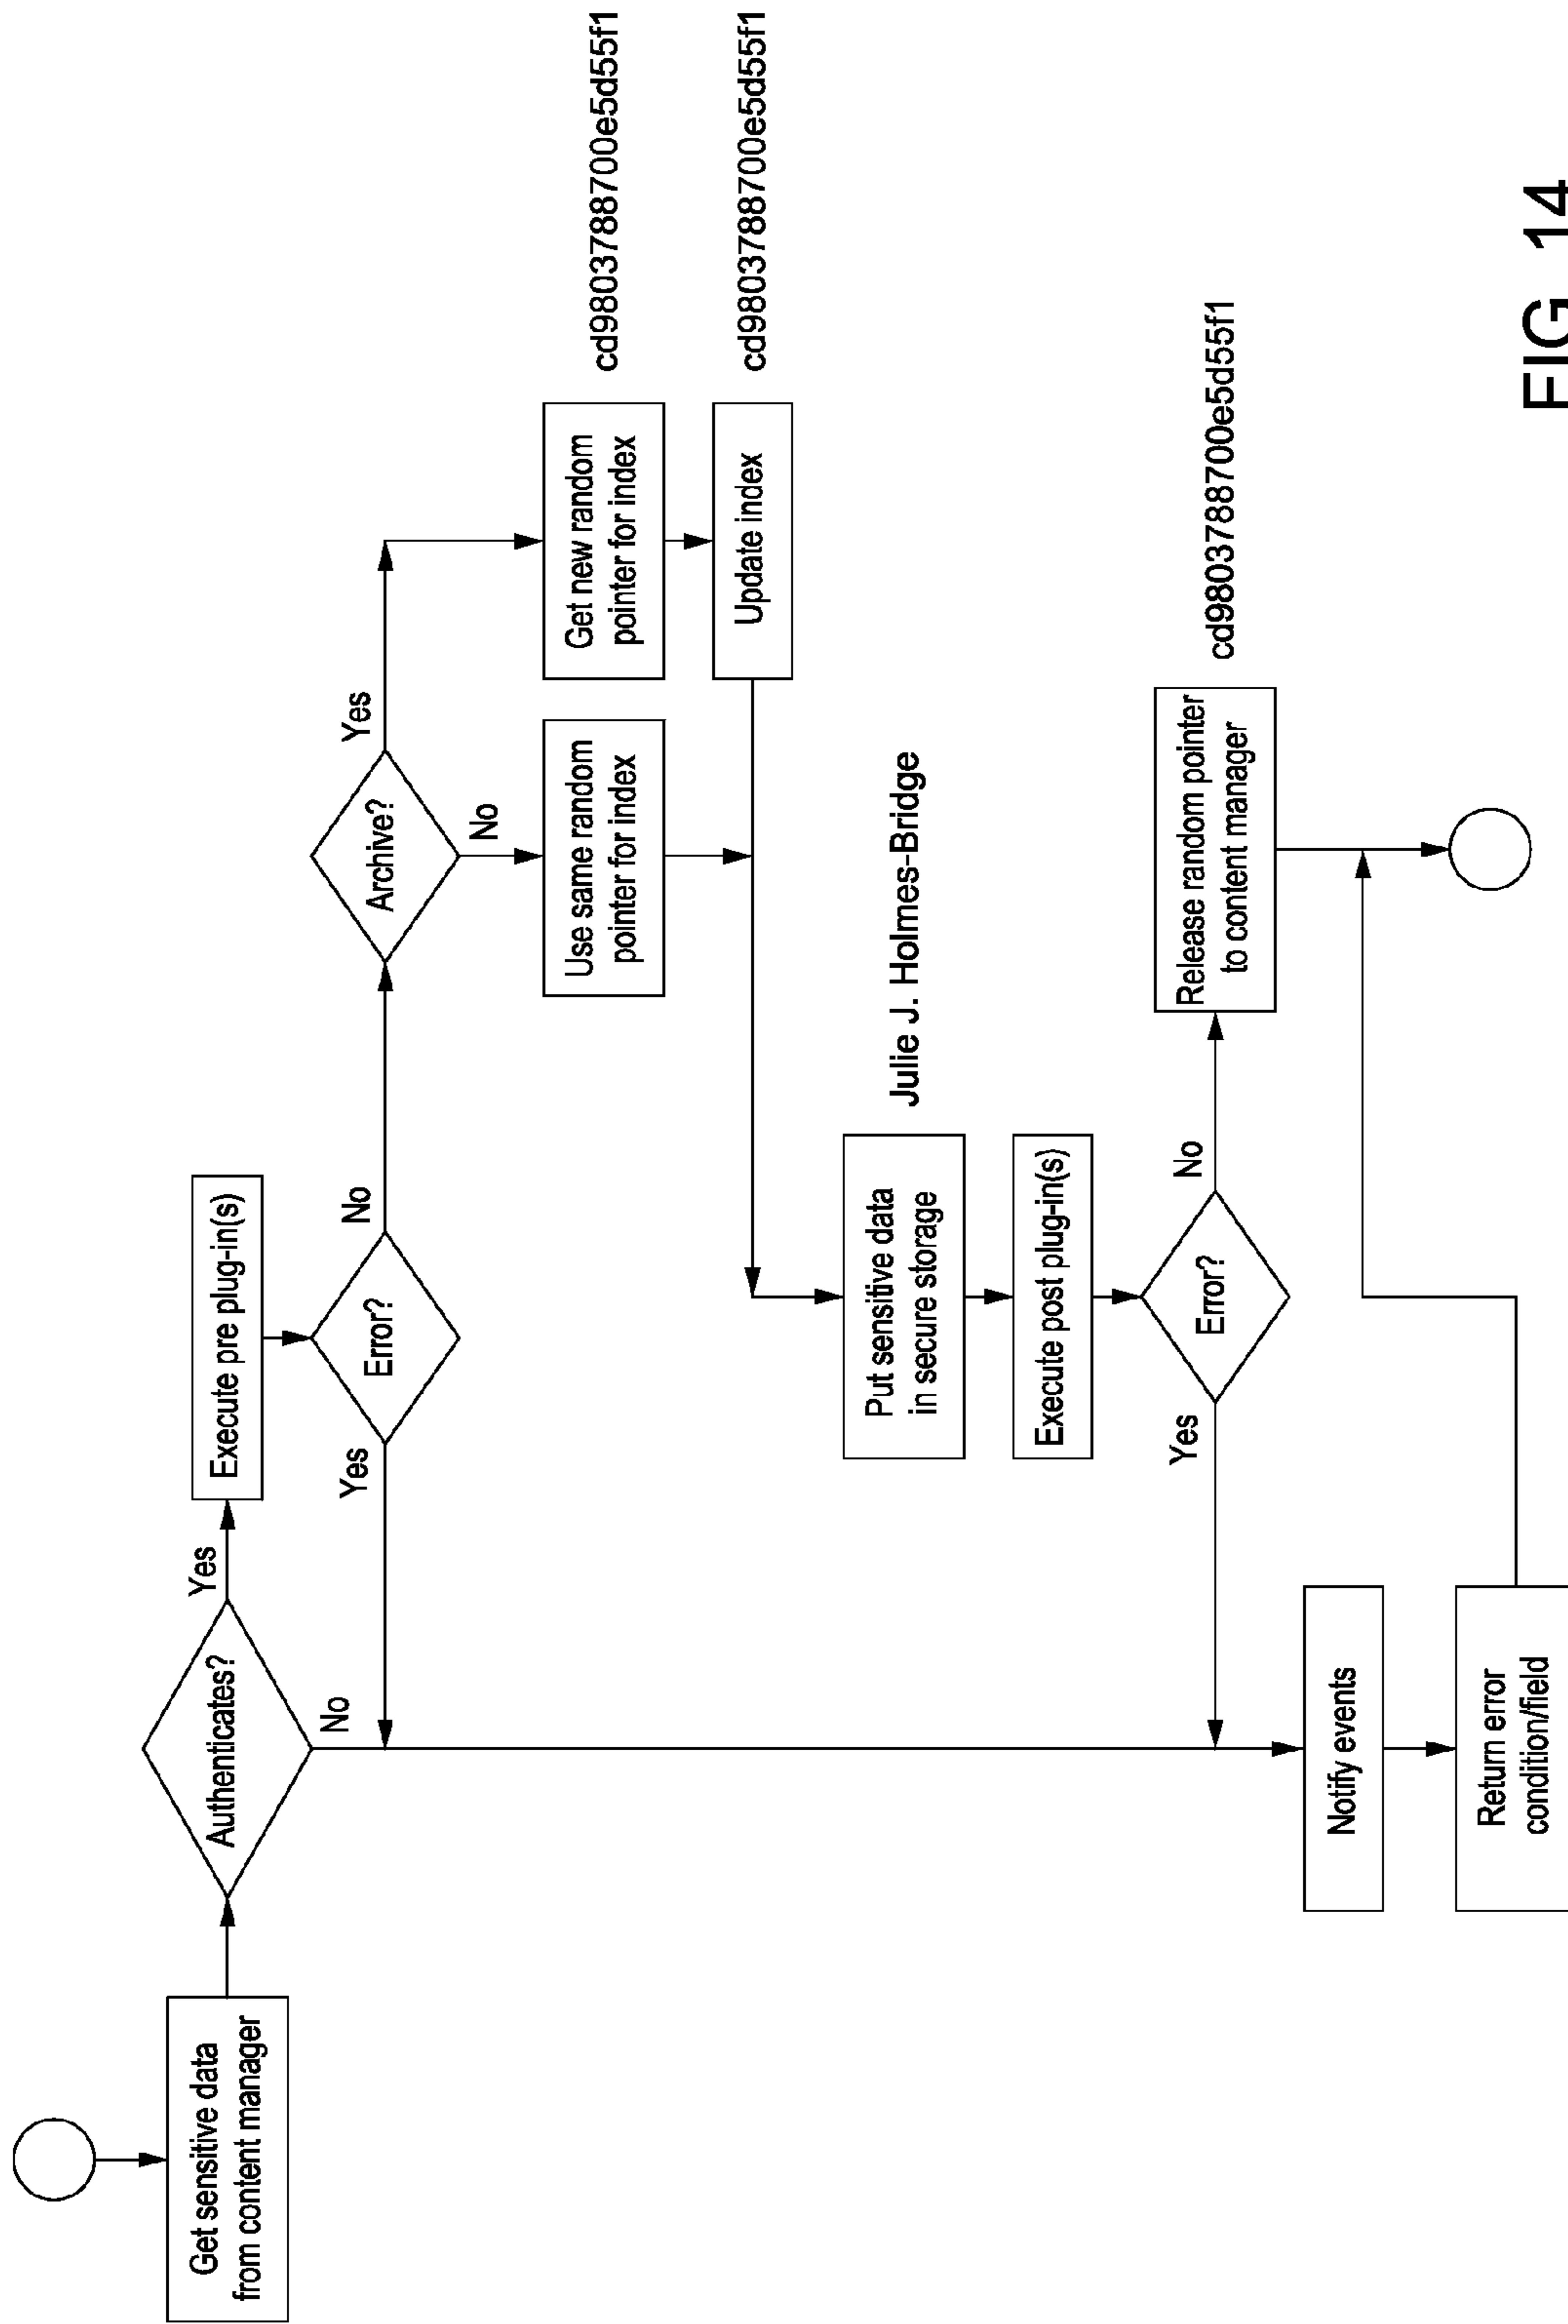 Get sensitive data
from content manager
Authenticates?
Yes
No
Execute pre plug-in(s)
Error?
Yes
No
Archive?
Yes
No
Use same random
pointer for index
Get new random
pointer for index
cd9803788700e5d55f1
Update index
cd9803788700e5d55f1
Put sensitive data
in secure storage
Julie J. Holmes-Bridge
Execute post plug-in(s)
Error?
Yes
No
Release random pointer
to content manager
cd9803788700e5d55f1
Notify events
Return error
condition/field
FIG. 14